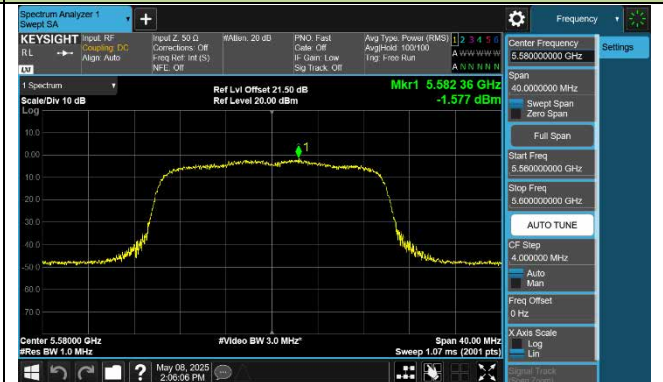 Spectrum Analyzer 1
Swept SA
+
Frequency
KEYSIGHT
RL
LXI
Input: RF
Coupling: DC
Align: Auto
Input Z: 50 Ω
Corrections: Off
Freq Ref: Int (S)
NFE: Off
#Atten: 20 dB
PNO: Fast
Gate: Off
IF Gain: Low
Sig Track: Off
Avg Type: Power (RMS)
Avg|Hold: 100/100
Trig: Free Run
1 2 3 4 5 6
A W W W W W
A N N N N N
1 Spectrum
Scale/Div 10 dB
Log
Ref Lvl Offset 21.50 dB
Ref Level 20.00 dBm
Mkr1 5.582 36 GHz
-1.577 dBm
1
10.0
0.00
-10.0
-20.0
-30.0
-40.0
-50.0
-60.0
-70.0
Center 5.58000 GHz
#Res BW 1.0 MHz
#Video BW 3.0 MHz*
Span 40.00 MHz
Sweep 1.07 ms (2001 pts)
Center Frequency
5.580000000 GHz
Settings
Span
40.0000000 MHz
Swept Span
Zero Span
Full Span
Start Freq
5.560000000 GHz
Stop Freq
5.600000000 GHz
AUTO TUNE
CF Step
4.000000 MHz
Auto
Man
Freq Offset
0 Hz
X Axis Scale
Log
Lin
Signal Track
(Span Zoom)
?
May 08, 2025
2:06:06 PM